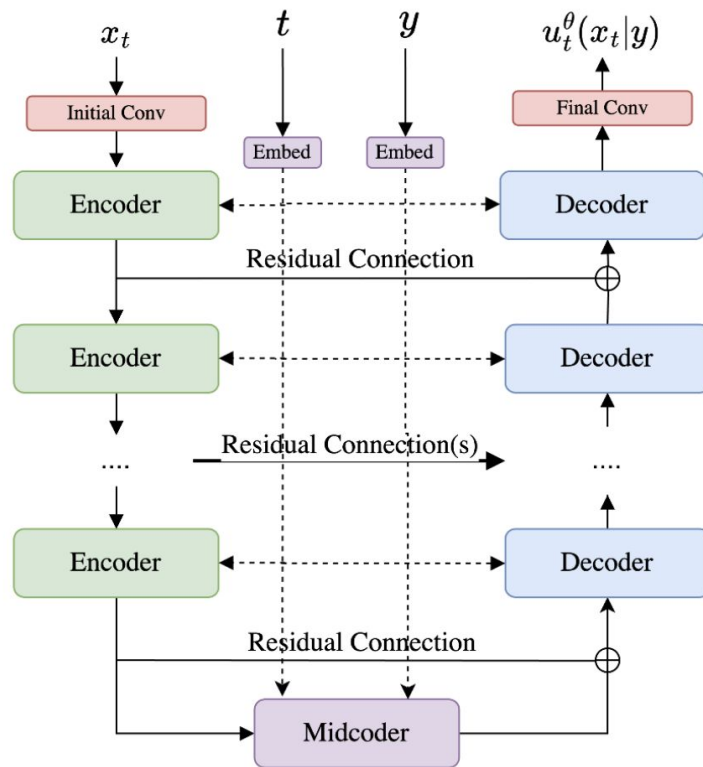 x_t
t
y
u_t^θ(x_t|y)
Initial Conv
Final Conv
Embed
Embed
Encoder
Decoder
Residual Connection
Encoder
Decoder
....
Residual Connection(s)
....
Encoder
Decoder
Residual Connection
Midcoder